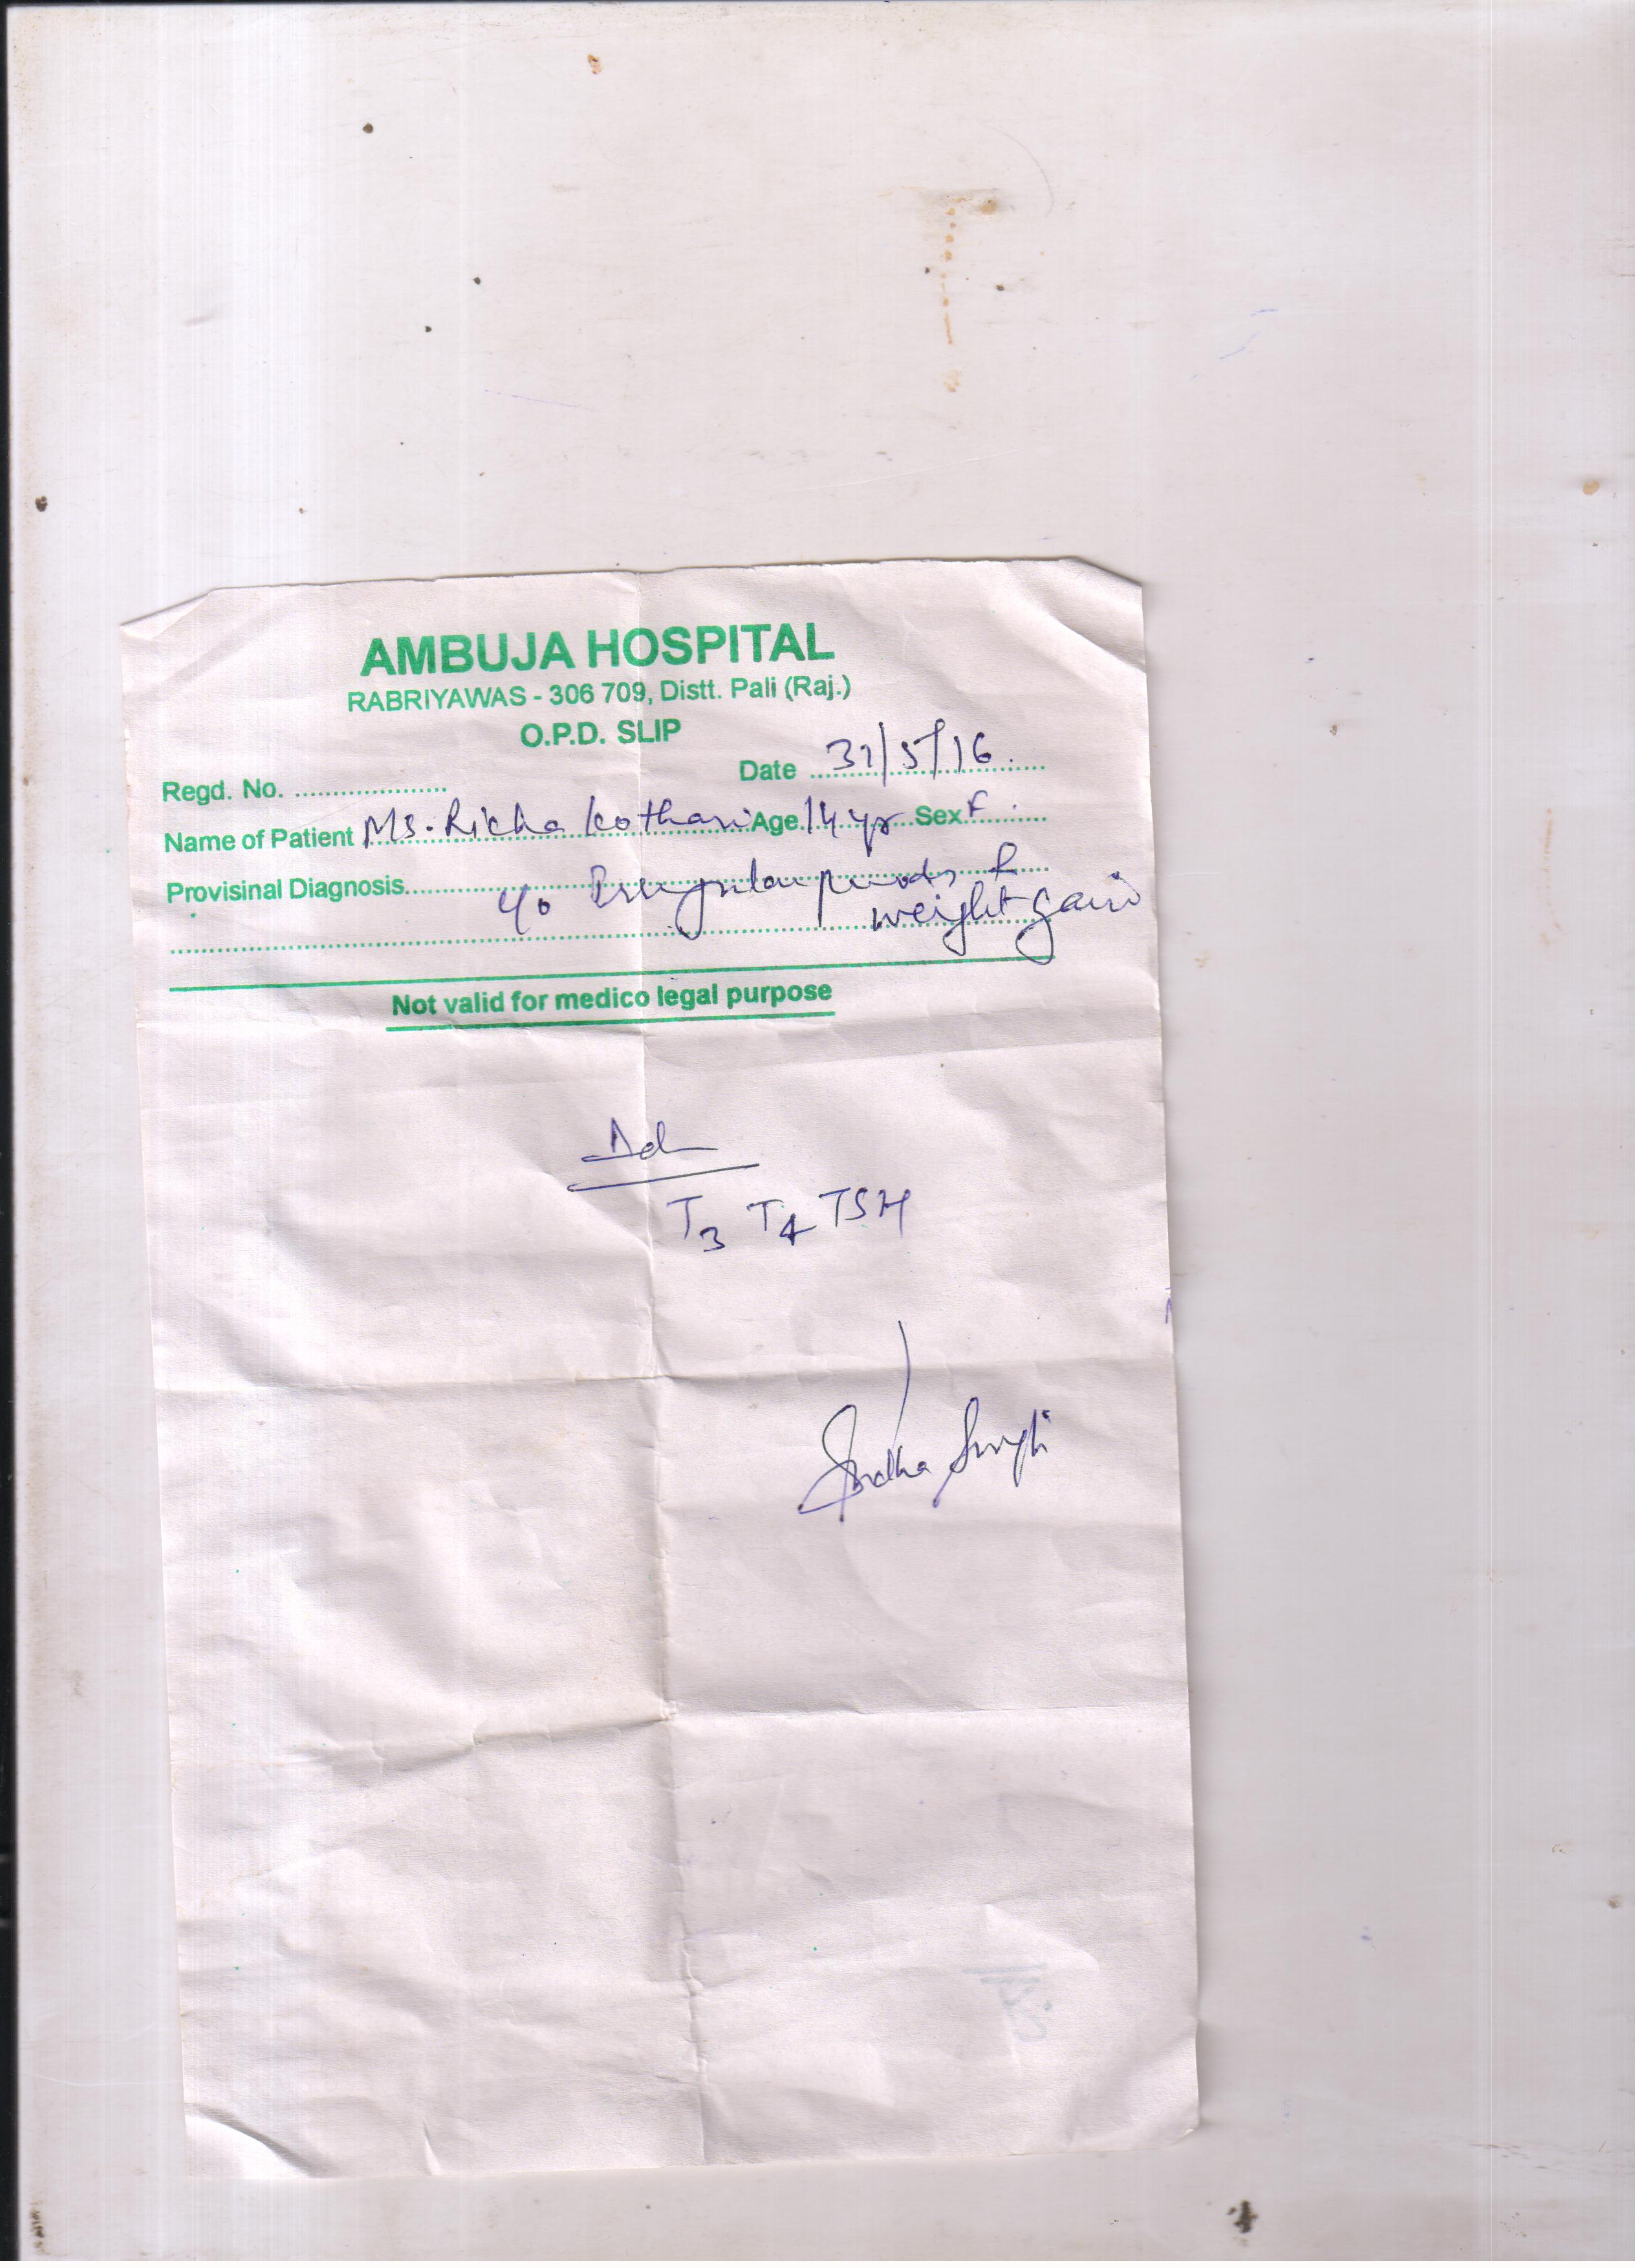 AMBUJA HOSPITAL
RABRIYAWAS - 306 709, Distt. Pali (Raj.)
O.P.D. SLIP
Regd. No. .................... Date 31/5/16.
Name of Patient Ms. Richa Kothari Age 14 yr Sex F.
Provisinal Diagnosis. c/o Irregular periods &
weight gain
Not valid for medico legal purpose
Ad
T3 T4 TSH
Singh